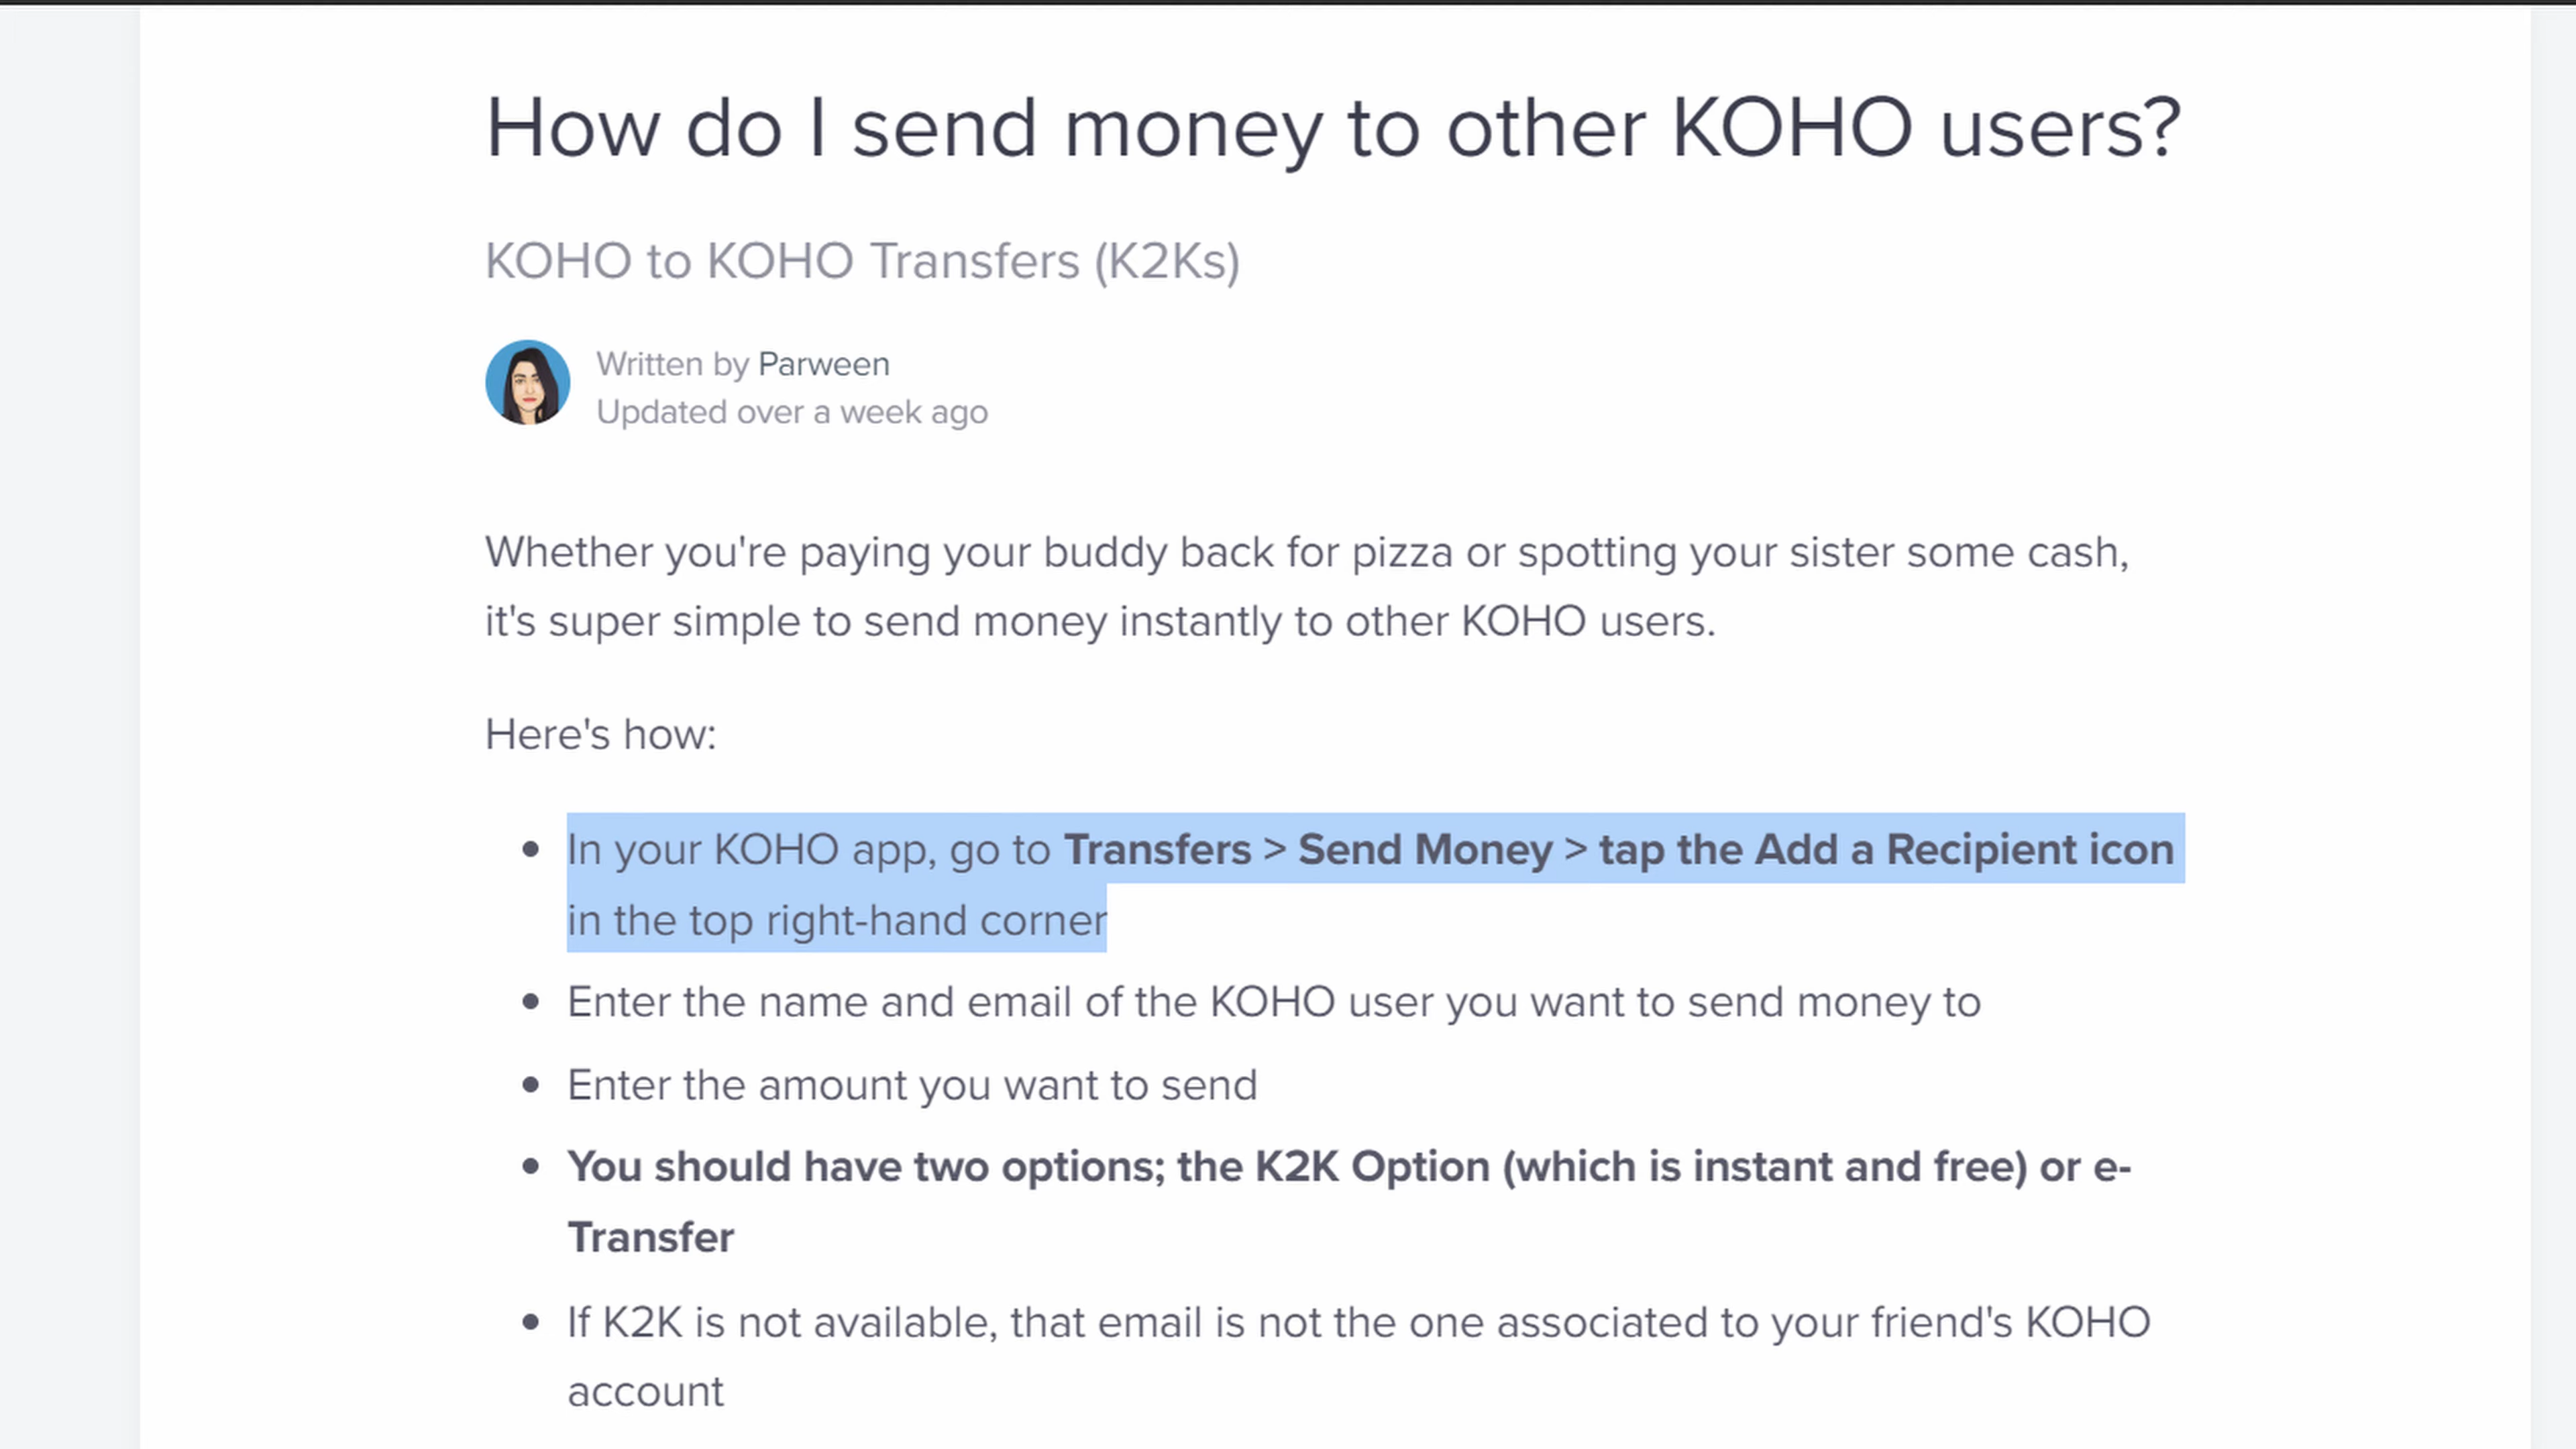 How do I send money to other KOHO users?
KOHO to KOHO Transfers (K2Ks)
Written by Parween
Updated over a week ago
Whether you're paying your buddy back for pizza or spotting your sister some cash,
it's super simple to send money instantly to other KOHO users.
Here's how:
• In your KOHO app, go to Transfers > Send Money > tap the Add a Recipient icon
in the top right-hand corner
• Enter the name and email of the KOHO user you want to send money to
• Enter the amount you want to send
• You should have two options; the K2K Option (which is instant and free) or e-
Transfer
• If K2K is not available, that email is not the one associated to your friend's KOHO
account